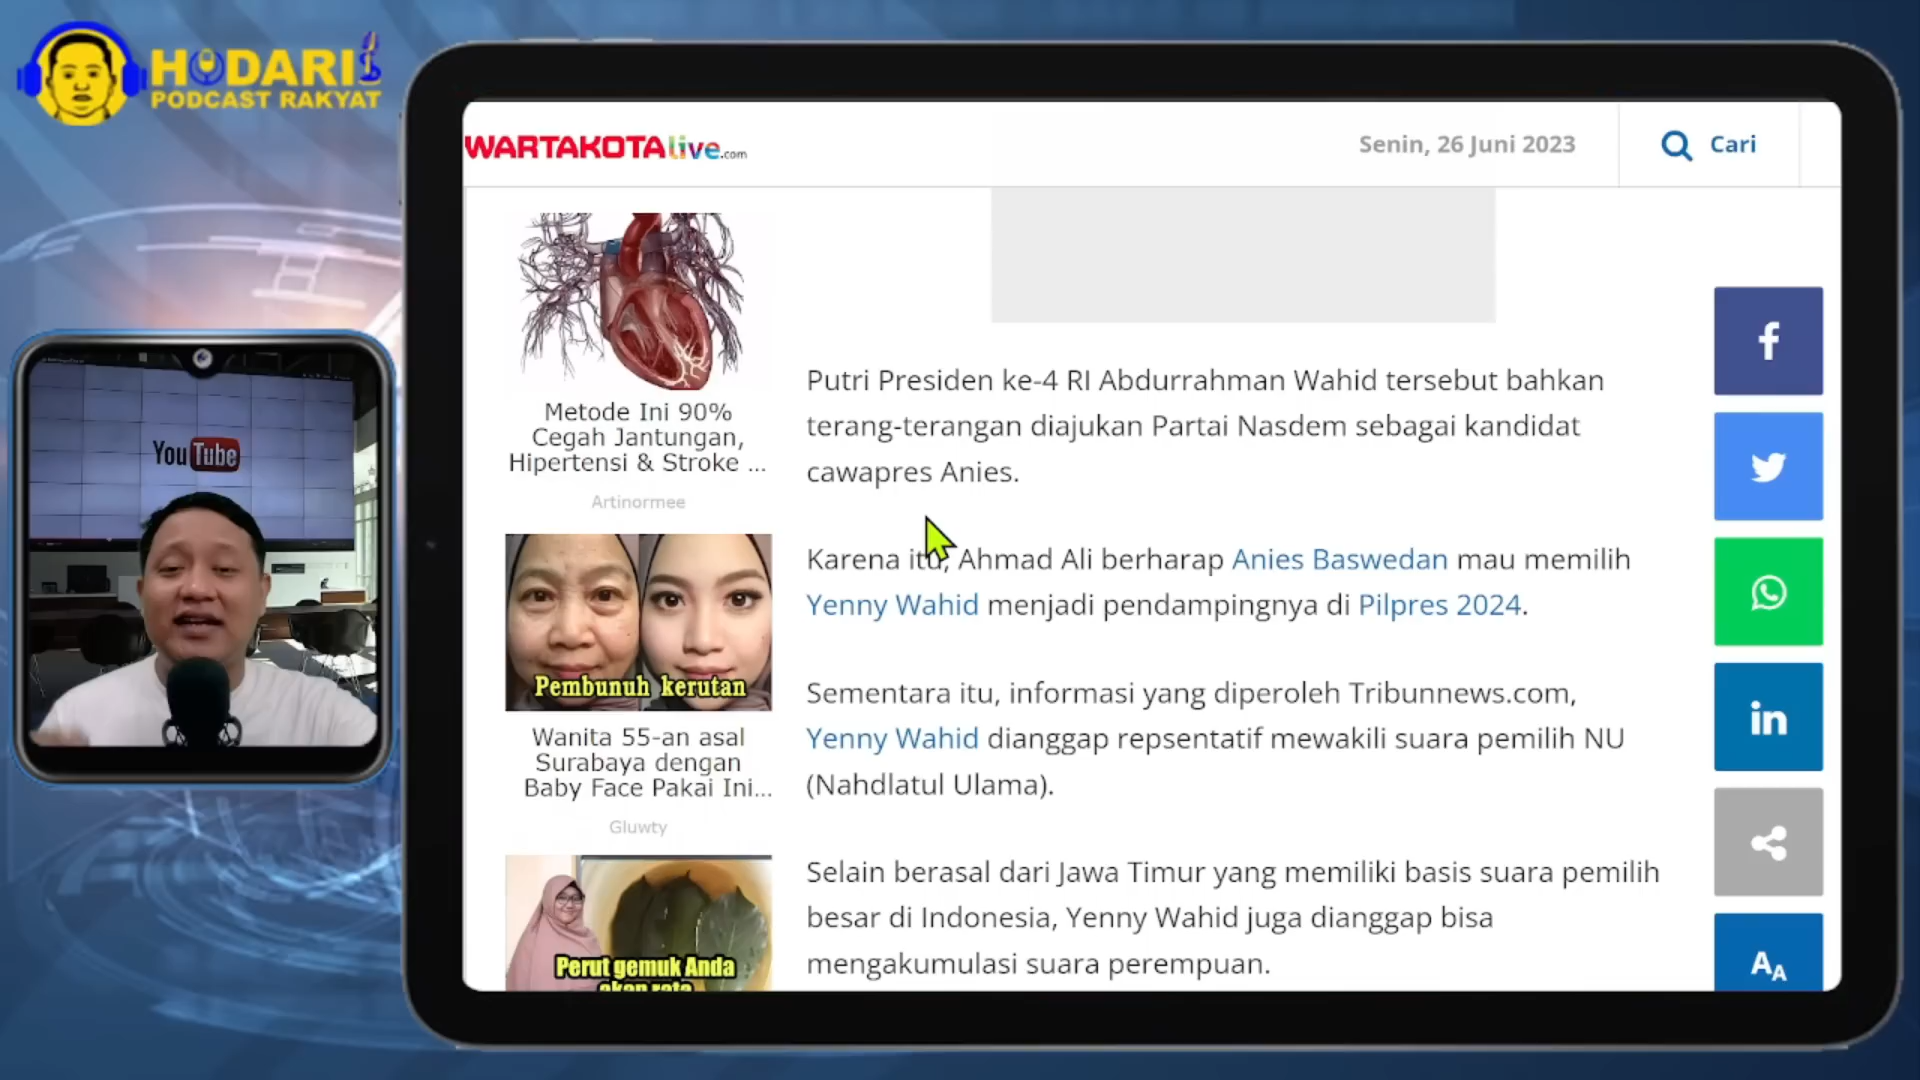 HODARI
PODCAST RAKYAT
YouTube
WARTAKOTAlive.com
Senin, 26 Juni 2023
Cari
Metode Ini 90%
Cegah Jantungan,
Hipertensi & Stroke ...
Artinormee
Pembunuh kerutan
Wanita 55-an asal
Surabaya dengan
Baby Face Pakai Ini...
Gluwty
Perut gemuk Anda
akan rata
Putri Presiden ke-4 RI Abdurrahman Wahid tersebut bahkan
terang-terangan diajukan Partai Nasdem sebagai kandidat
cawapres Anies.
Karena itu, Ahmad Ali berharap Anies Baswedan mau memilih
Yenny Wahid menjadi pendampingnya di Pilpres 2024.
Sementara itu, informasi yang diperoleh Tribunnews.com,
Yenny Wahid dianggap repsentatif mewakili suara pemilih NU
(Nahdlatul Ulama).
Selain berasal dari Jawa Timur yang memiliki basis suara pemilih
besar di Indonesia, Yenny Wahid juga dianggap bisa
mengakumulasi suara perempuan.
f
in
AA